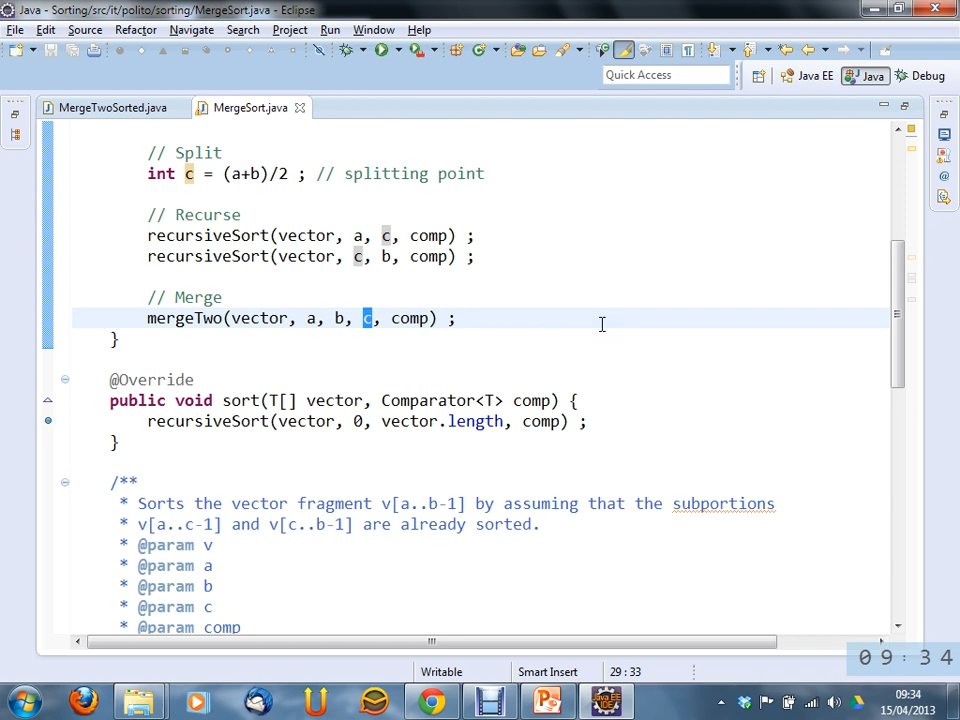 Java - Sorting/src/it/polito/sorting/MergeSort.java - Eclipse
File Edit Source Refactor Navigate Search Project Run Window Help
Quick Access
Java EE
Java
Debug
MergeTwoSorted.java
MergeSort.java
// Split
int c = (a+b)/2 ; // splitting point
// Recurse
recursiveSort(vector, a, c, comp) ;
recursiveSort(vector, c, b, comp) ;
// Merge
mergeTwo(vector, a, b, c, comp) ;
}
@Override
public void sort(T[] vector, Comparator<T> comp) {
recursiveSort(vector, 0, vector.length, comp) ;
}
/**
* Sorts the vector fragment v[a..b-1] by assuming that the subportions
* v[a..c-1] and v[c..b-1] are already sorted.
* @param v
* @param a
* @param b
* @param c
* @param comp
09:34
Writable
Smart Insert
29 : 33
09:34
15/04/2013